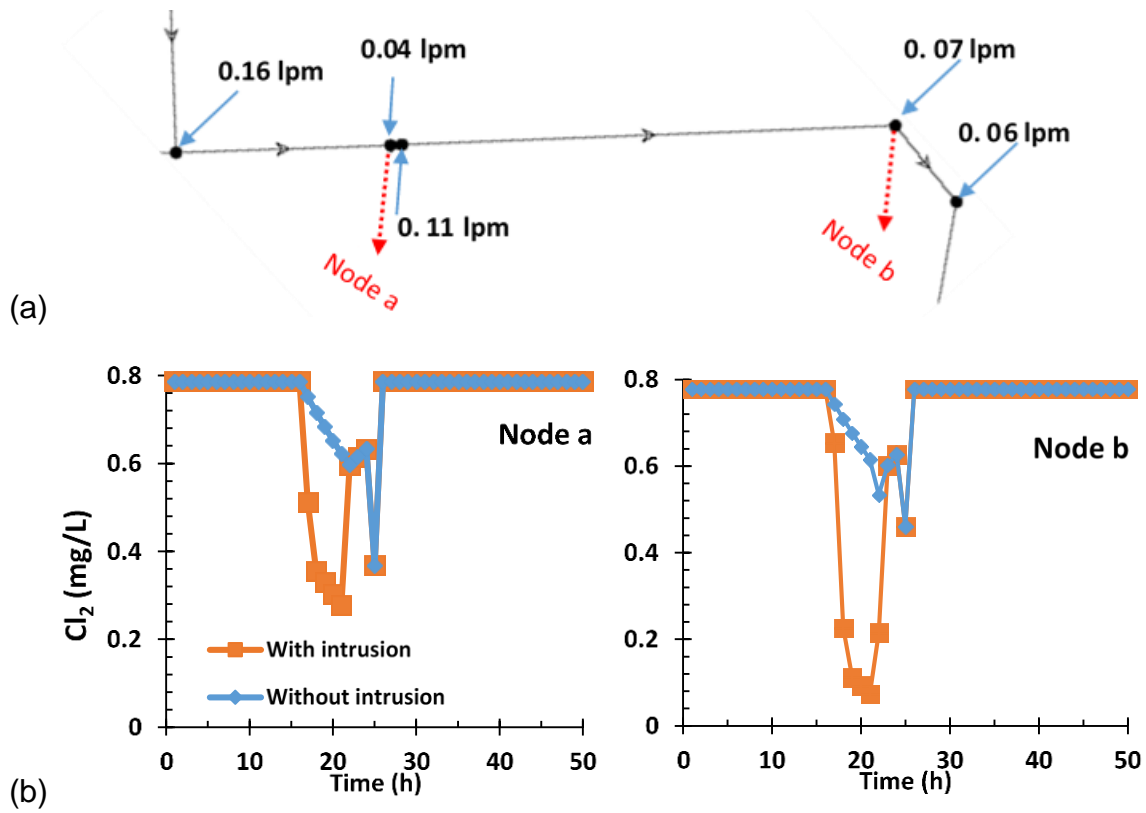 0.16 lpm
0.04 lpm
0. 11 lpm
0. 07 lpm
0. 06 lpm
Node a
Node b
(a)
Cl₂ (mg/L)
0.8
0.6
0.4
0.2
0
Node a
With intrusion
Without intrusion
0 10 20 30 40 50
Time (h)
0.8
0.6
0.4
0.2
0
Node b
0 10 20 30 40 50
Time (h)
(b)